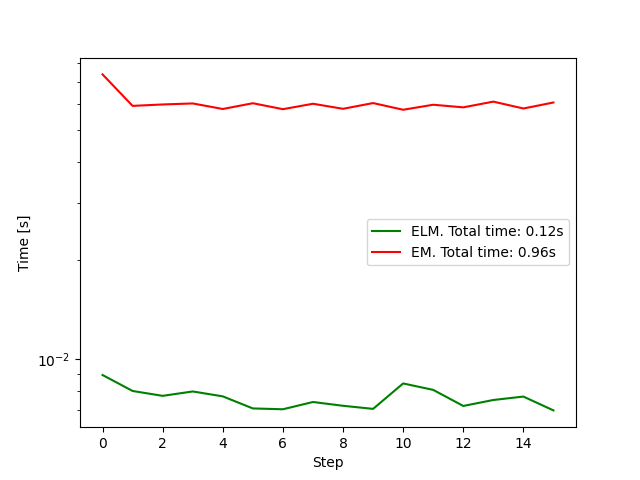 Time [s]
10⁻²
ELM. Total time: 0.12s
EM. Total time: 0.96s
0 2 4 6 8 10 12 14
Step